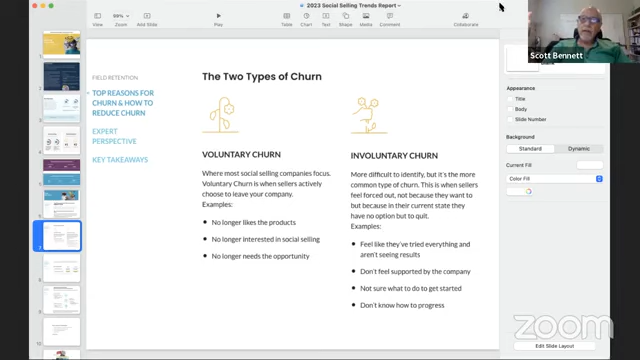 2023 Social Selling Trends Report
View
Zoom
Add Slide
Play
Table
Chart
Text
Shape
Media
Comment
Collaborate
Scott Bennett
FIELD RETENTION
TOP REASONS FOR
CHURN & HOW TO
REDUCE CHURN
EXPERT
PERSPECTIVE
KEY TAKEAWAYS
The Two Types of Churn
VOLUNTARY CHURN
Where most social selling companies focus.
Voluntary Churn is when sellers actively
choose to leave your company.
Examples:
No longer likes the products
No longer interested in social selling
No longer needs the opportunity
INVOLUNTARY CHURN
More difficult to identify, but it's the more
common type of churn. This is when sellers
feel forced out, not because they want to
but because in their current state they
have no option but to quit.
Examples:
Feel like they've tried everything and
aren't seeing results
Don't feel supported by the company
Not sure what to do to get started
Don't know how to progress
Appearance
Title
Body
Slide Number
Background
Standard
Dynamic
Current Fill
Color Fill
Edit Slide Layout
zoom